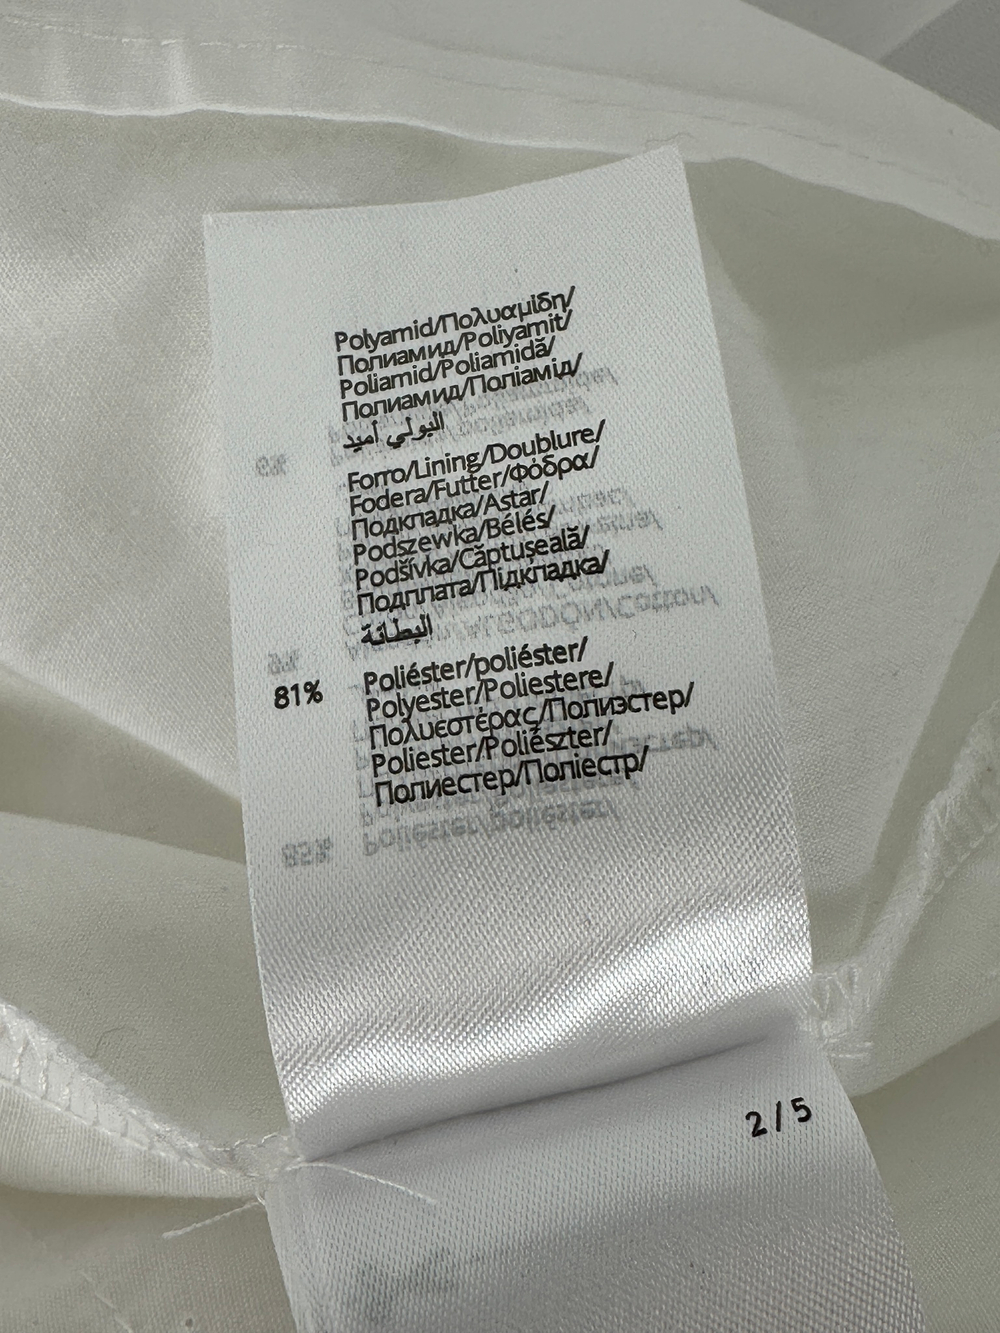 Polyamid/Πολυαμίδη/
Полиамид/Poliyamit/
Poliamid/Poliamidă/
Полиамид/Поліамід/
البولي أميد
Forro/Lining/Doublure/
Fodera/Futter/Φόδρα/
Подкладка/Astar/
Podszewka/Bélés/
Podšívka/Căptuşeală/
Подплата/Підкладка/
البطانة
81% Poliéster/poliéster/
Polyester/Poliestere/
Πολυεστέρας/Полиэстер/
Poliester/Poliészter/
Полиестер/Поліестр/
2/5